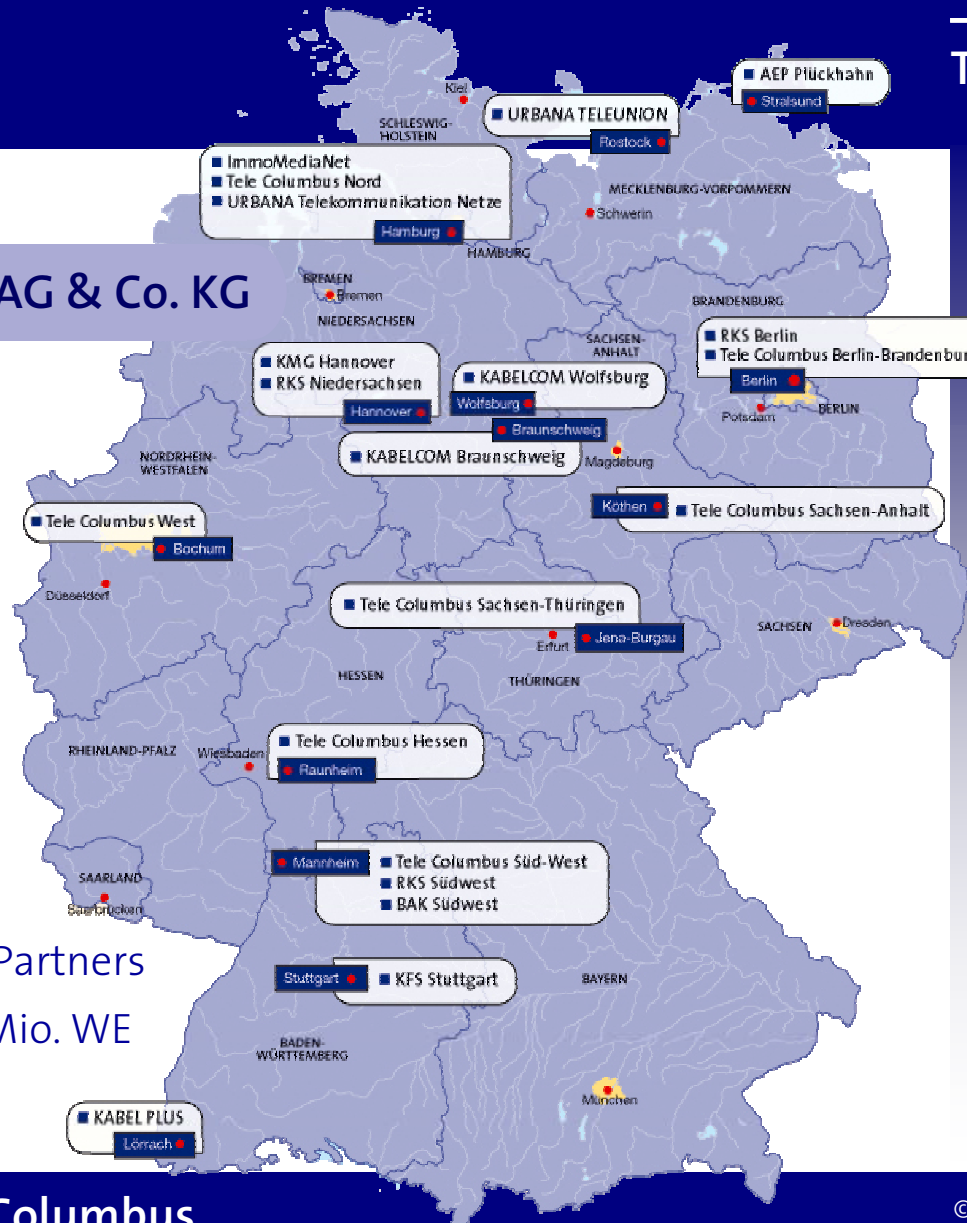 T
AEP Plückhahn
Stralsund
Kiel
SCHLESWIG-
HOLSTEIN
URBANA TELEUNION
Rostock
ImmoMediaNet
Tele Columbus Nord
URBANA Telekommunikation Netze
Hamburg
HAMBURG
MECKLENBURG-VORPOMMERN
Schwerin
AG & Co. KG
BREMEN
Bremen
NIEDERSACHSEN
BRANDENBURG
SACHSEN-
ANHALT
RKS Berlin
Tele Columbus Berlin-Brandenbur
Berlin
BERLIN
Potsdam
KMG Hannover
RKS Niedersachsen
Hannover
KABELCOM Wolfsburg
Wolfsburg
Braunschweig
KABELCOM Braunschweig
Magdeburg
NORDRHEIN-
WESTFALEN
Köthen
Tele Columbus Sachsen-Anhalt
Tele Columbus West
Bochum
Düsseldorf
Tele Columbus Sachsen-Thüringen
Erfurt
Jena-Burgau
SACHSEN
Dresden
HESSEN
THÜRINGEN
RHEINLAND-PFALZ
Wiesbaden
Tele Columbus Hessen
Raunheim
Mannheim
Tele Columbus Süd-West
RKS Südwest
BAK Südwest
SAARLAND
Saarbrücken
Partners
Mio. WE
Stuttgart
KFS Stuttgart
BAYERN
BADEN-
WÜRTTEMBERG
München
KABEL PLUS
Lörrach
Columbus
©